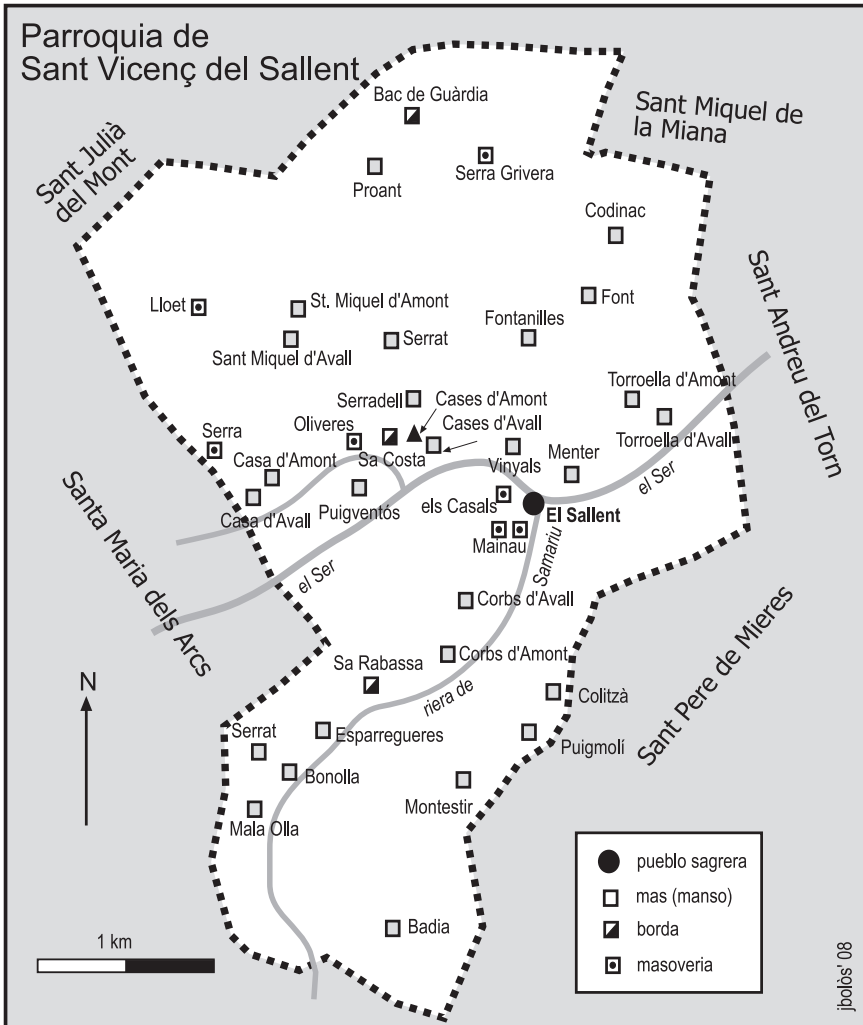 Parroquia de
Sant Vicenç del Sallent
Bac de Guàrdia
Sant Miquel de
la Miana
Sant Julià
del Mont
Proant
Serra Grivera
Codinac
Sant Andreu del Torn
Lloet
St. Miquel d'Amont
Font
Fontanilles
Sant Miquel d'Avall
Serrat
Torroella d'Amont
Serradell
Cases d'Amont
Torroella d'Avall
Oliveres
Cases d'Avall
Serra
Sa Costa
Vinyals
Menter
Casa d'Amont
el Ser
Casa d'Avall
Puigventós
els Casals
El Sallent
Santa Maria dels Arcs
Mainau
Samariu
el Ser
Corbs d'Avall
Sant Pere de Mieres
Corbs d'Amont
Sa Rabassa
N
riera de
Colitzà
Serrat
Esparregueres
Puigmolí
Bonolla
Montestir
Mala Olla
Badia
1 km
pueblo sagrera
mas (manso)
borda
masoveria
jbolòs' 08